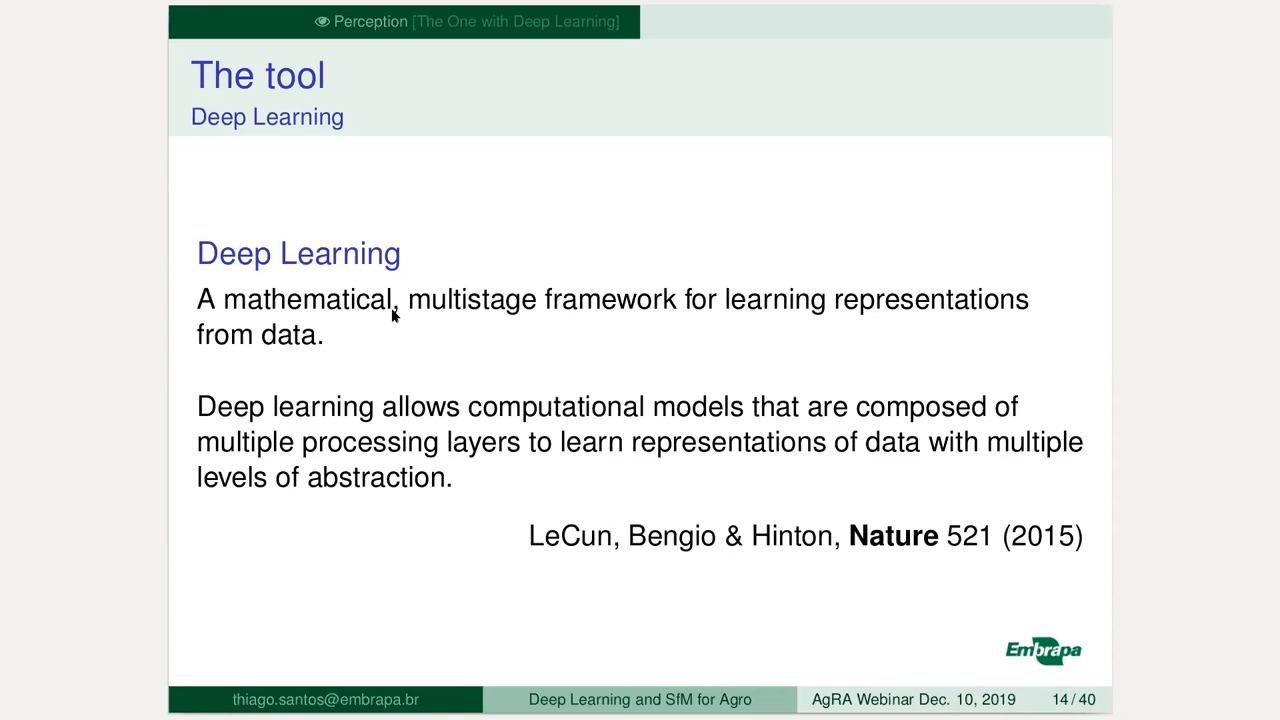 Perception [The One with Deep Learning]
The tool
Deep Learning
Deep Learning
A mathematical, multistage framework for learning representations
from data.
Deep learning allows computational models that are composed of
multiple processing layers to learn representations of data with multiple
levels of abstraction.
LeCun, Bengio & Hinton, Nature 521 (2015)
Embrapa
thiago.santos@embrapa.br Deep Learning and SfM for Agro AgRA Webinar Dec. 10, 2019 14 / 40